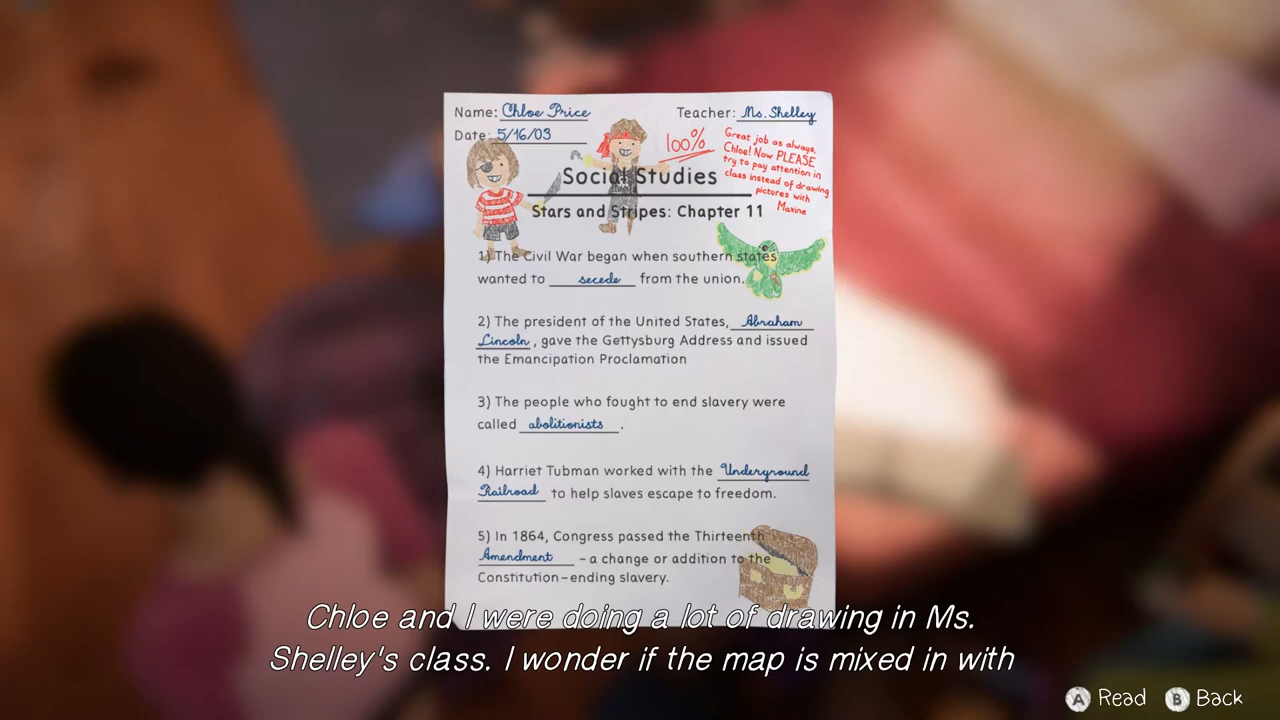 Name: Chloe Price
Teacher: Ms. Shelley
Date: 5/16/03
100%
Great job as always,
Chloe! Now PLEASE
try to pay attention in
class instead of drawing
pictures with
Maxine
Social Studies
Stars and Stripes: Chapter 11
1) The Civil War began when southern states
wanted to secede from the union.
2) The president of the United States, Abraham
Lincoln, gave the Gettysburg Address and issued
the Emancipation Proclamation
3) The people who fought to end slavery were
called abolitionists.
4) Harriet Tubman worked with the Underground
Railroad to help slaves escape to freedom.
5) In 1864, Congress passed the Thirteenth
Amendment - a change or addition to the
Constitution-ending slavery.
Chloe and I were doing a lot of drawing in Ms.
Shelley's class. I wonder if the map is mixed in with
A Read B Back